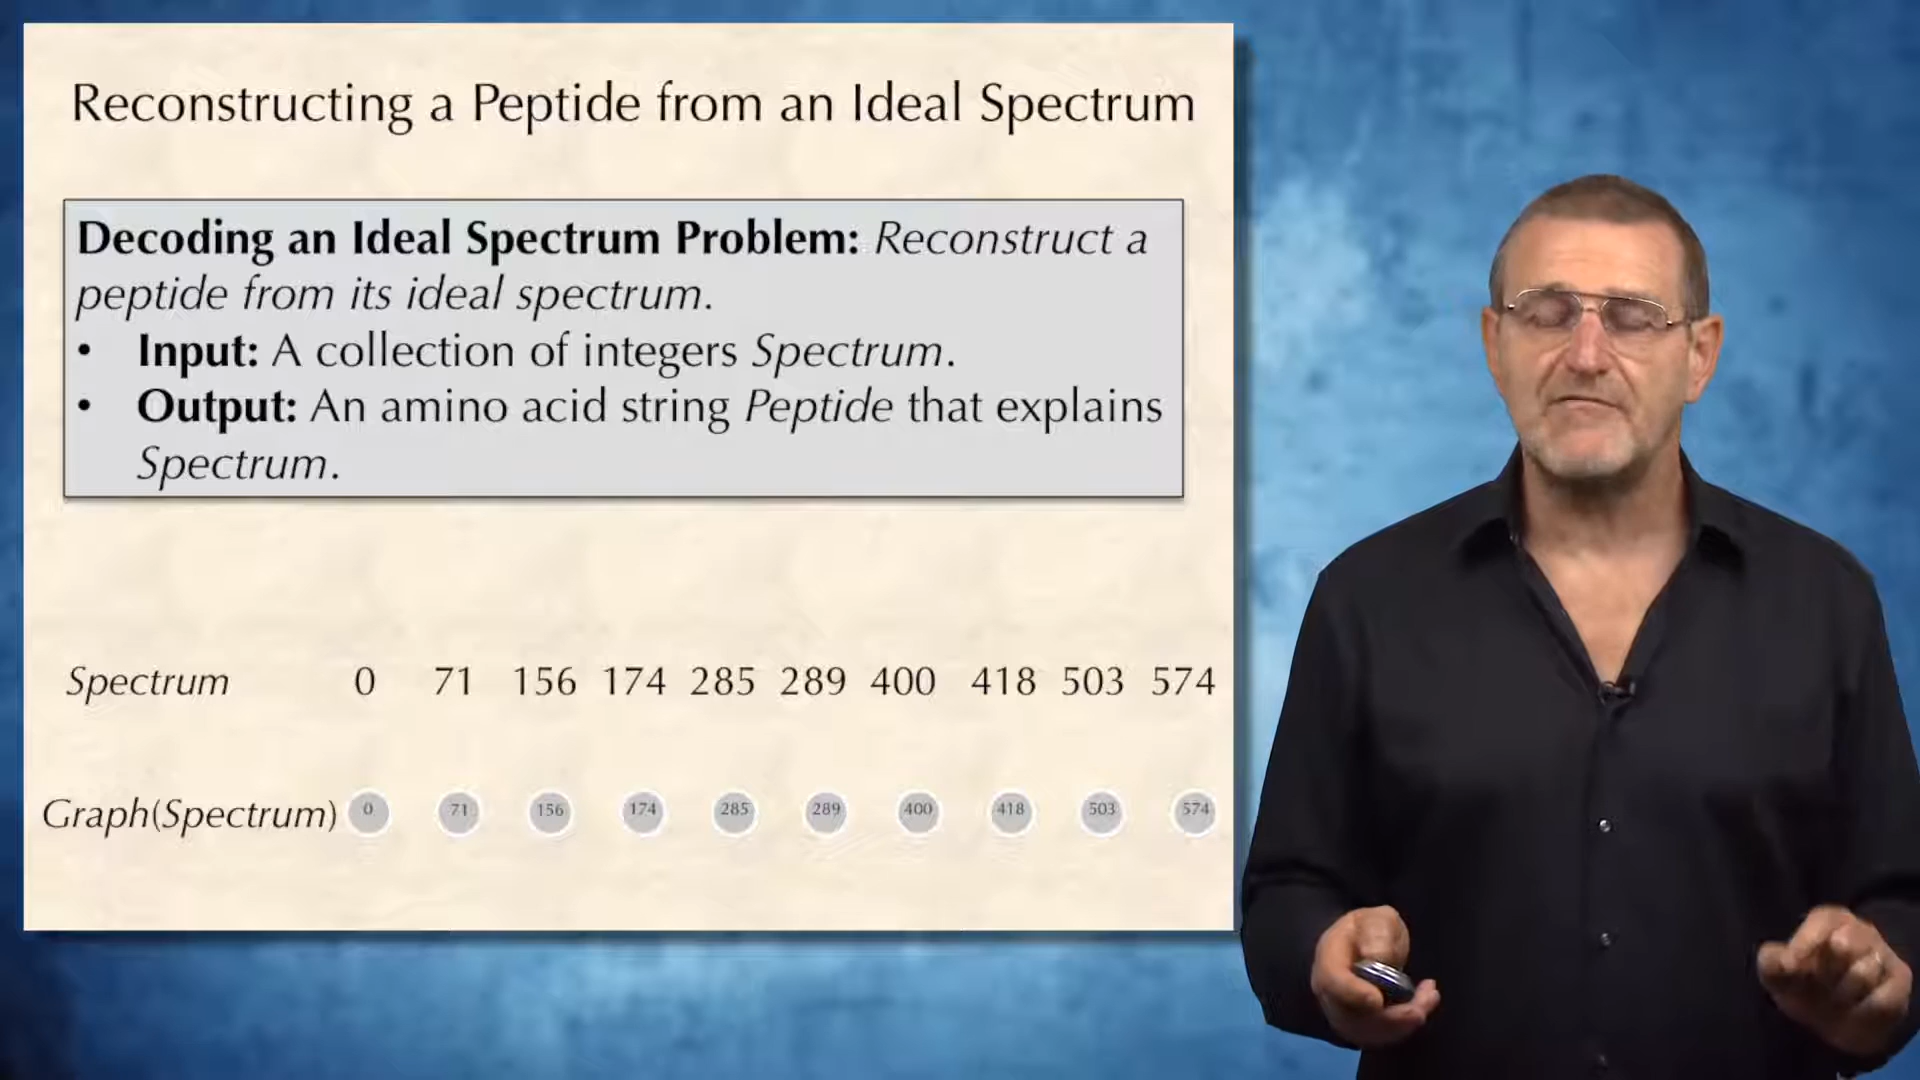 Reconstructing a Peptide from an Ideal Spectrum
Decoding an Ideal Spectrum Problem: Reconstruct a
peptide from its ideal spectrum.
• Input: A collection of integers Spectrum.
• Output: An amino acid string Peptide that explains
Spectrum.
Spectrum 0 71 156 174 285 289 400 418 503 574
Graph(Spectrum) 0 71 156 174 285 289 400 418 503 574